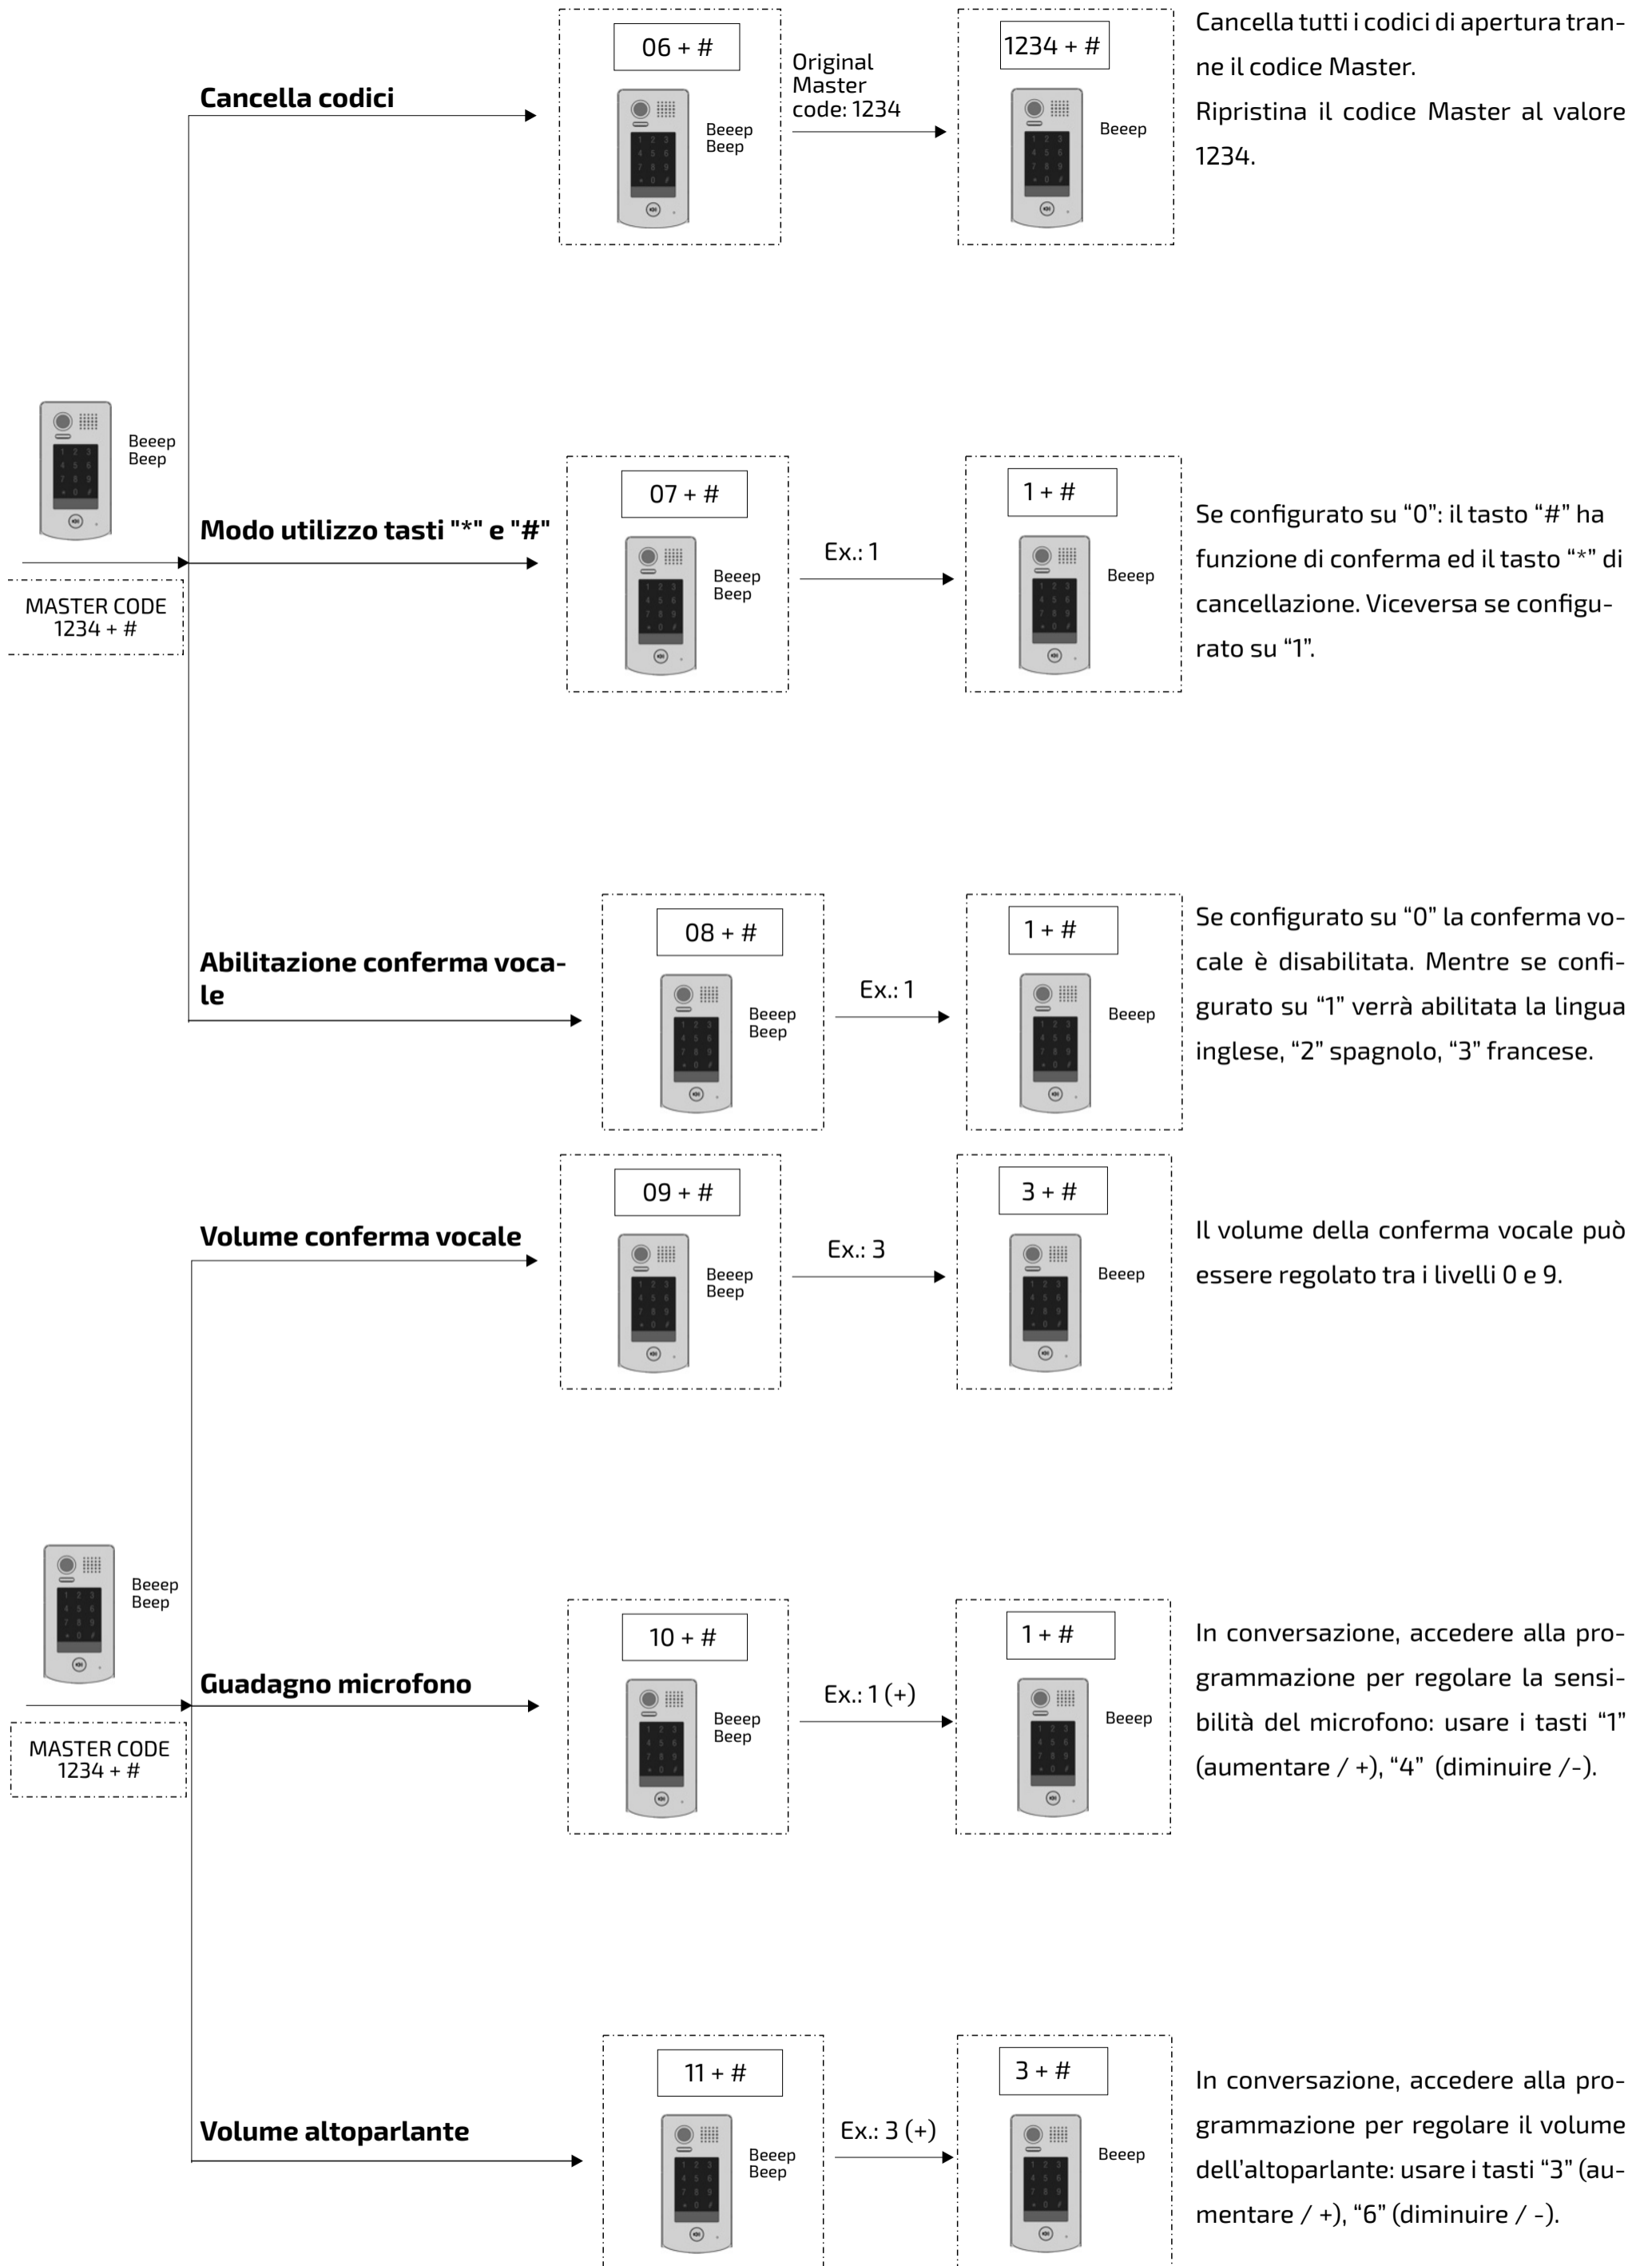 06 + #
Original
Master
code: 1234
1234 + #
Cancella tutti i codici di apertura tran-
ne il codice Master.
Ripristina il codice Master al valore
1234.
Cancella codici
Beeep
Beep
Beeep
Beeep
Beep
MASTER CODE
1234 + #
Modo utilizzo tasti "*" e "#"
07 + #
Beeep
Beep
Ex.: 1
1 + #
Beeep
Se configurato su “0”: il tasto “#” ha
funzione di conferma ed il tasto “*” di
cancellazione. Viceversa se configu-
rato su “1”.
Abilitazione conferma voca-
le
08 + #
Beeep
Beep
Ex.: 1
1 + #
Beeep
Se configurato su “0” la conferma vo-
cale è disabilitata. Mentre se confi-
gurato su “1” verrà abilitata la lingua
inglese, “2” spagnolo, “3” francese.
Volume conferma vocale
09 + #
Beeep
Beep
Ex.: 3
3 + #
Beeep
Il volume della conferma vocale può
essere regolato tra i livelli 0 e 9.
Beeep
Beep
MASTER CODE
1234 + #
Guadagno microfono
10 + #
Beeep
Beep
Ex.: 1 (+)
1 + #
Beeep
In conversazione, accedere alla pro-
grammazione per regolare la sensi-
bilità del microfono: usare i tasti “1”
(aumentare / +), “4” (diminuire /-).
Volume altoparlante
11 + #
Beeep
Beep
Ex.: 3 (+)
3 + #
Beeep
In conversazione, accedere alla pro-
grammazione per regolare il volume
dell’altoparlante: usare i tasti “3” (au-
mentare / +), “6” (diminuire / -).